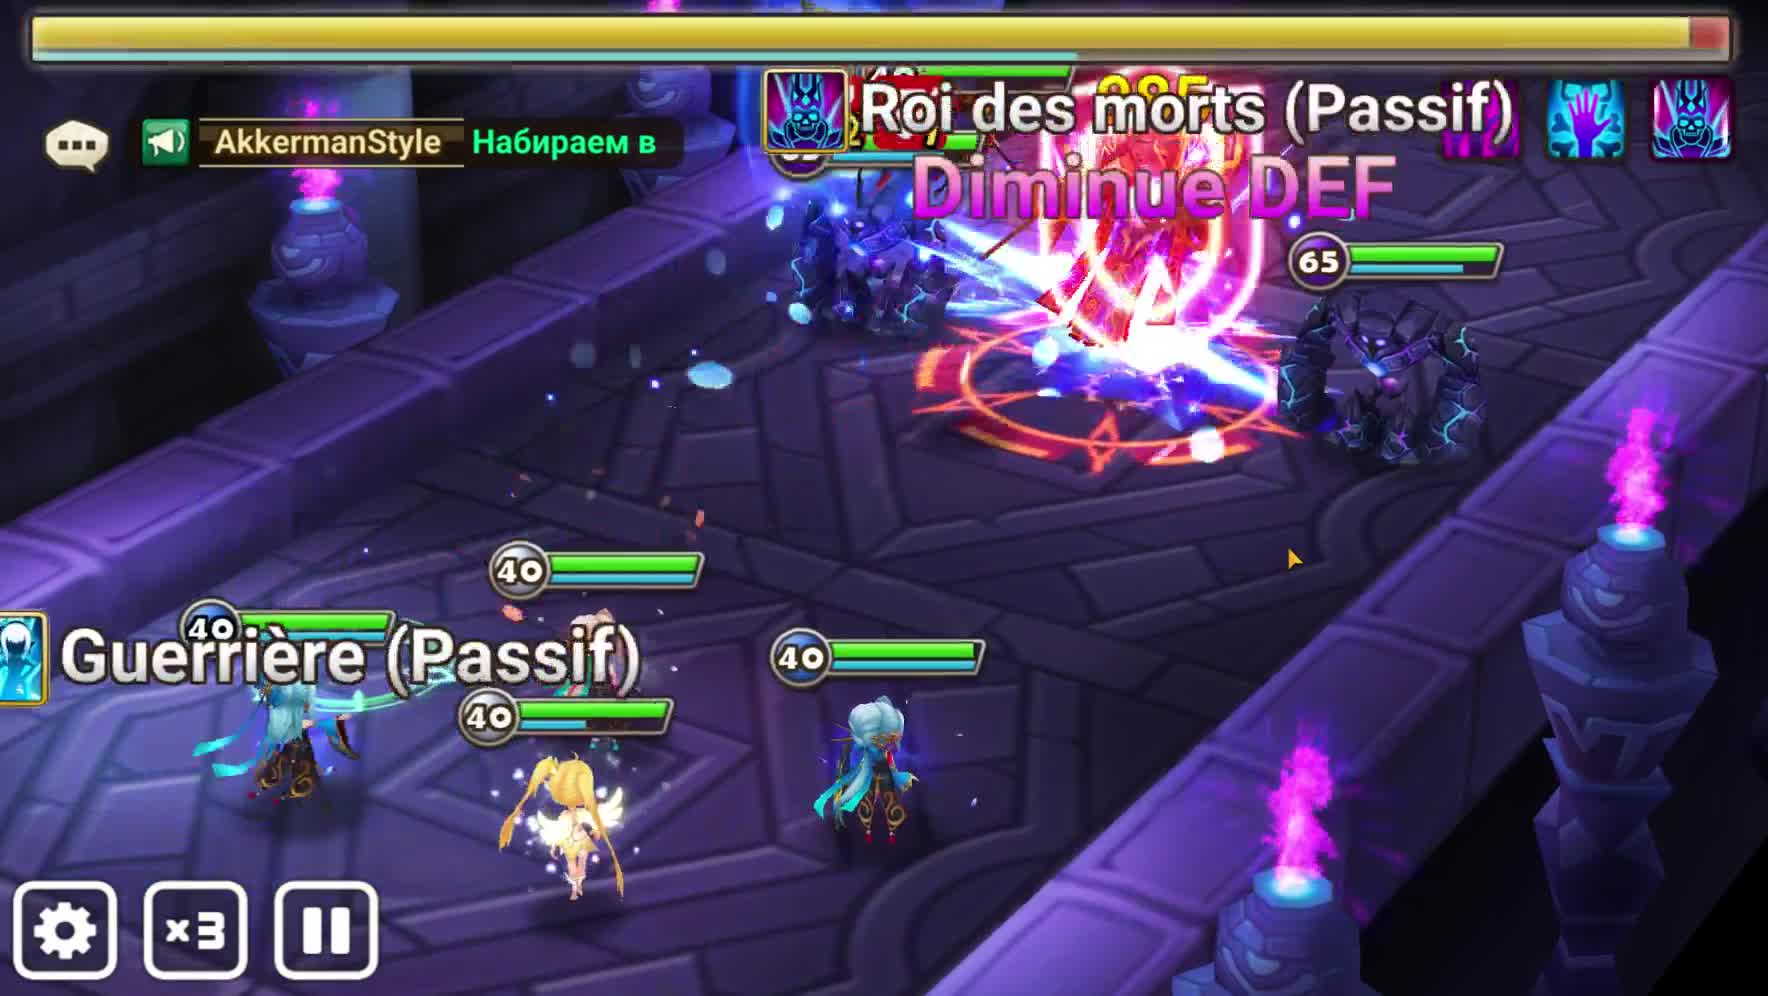 AkkermanStyle Набираем в
Roi des morts (Passif)
Diminue DEF
65
40
40
Guerrière (Passif)
40
40
×3